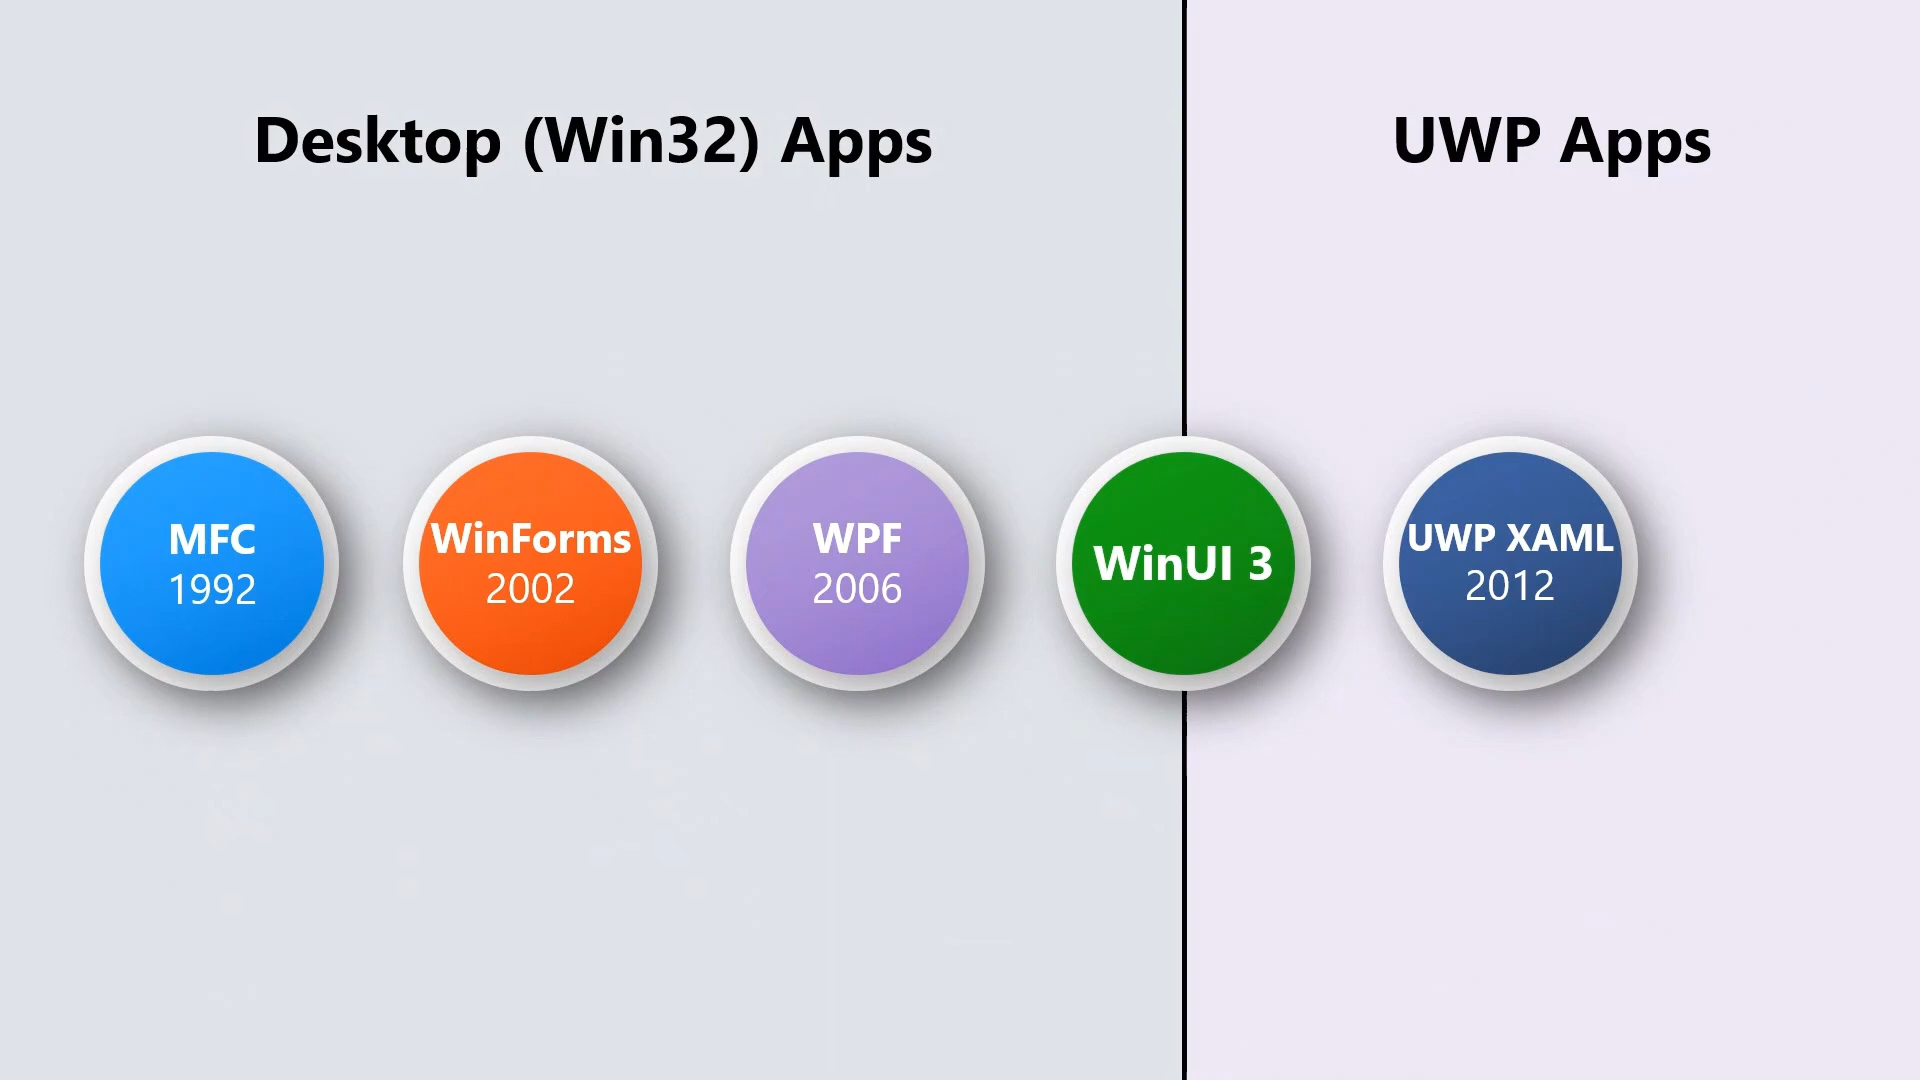 Desktop (Win32) Apps
UWP Apps
MFC
1992
WinForms
2002
WPF
2006
WinUI 3
UWP XAML
2012